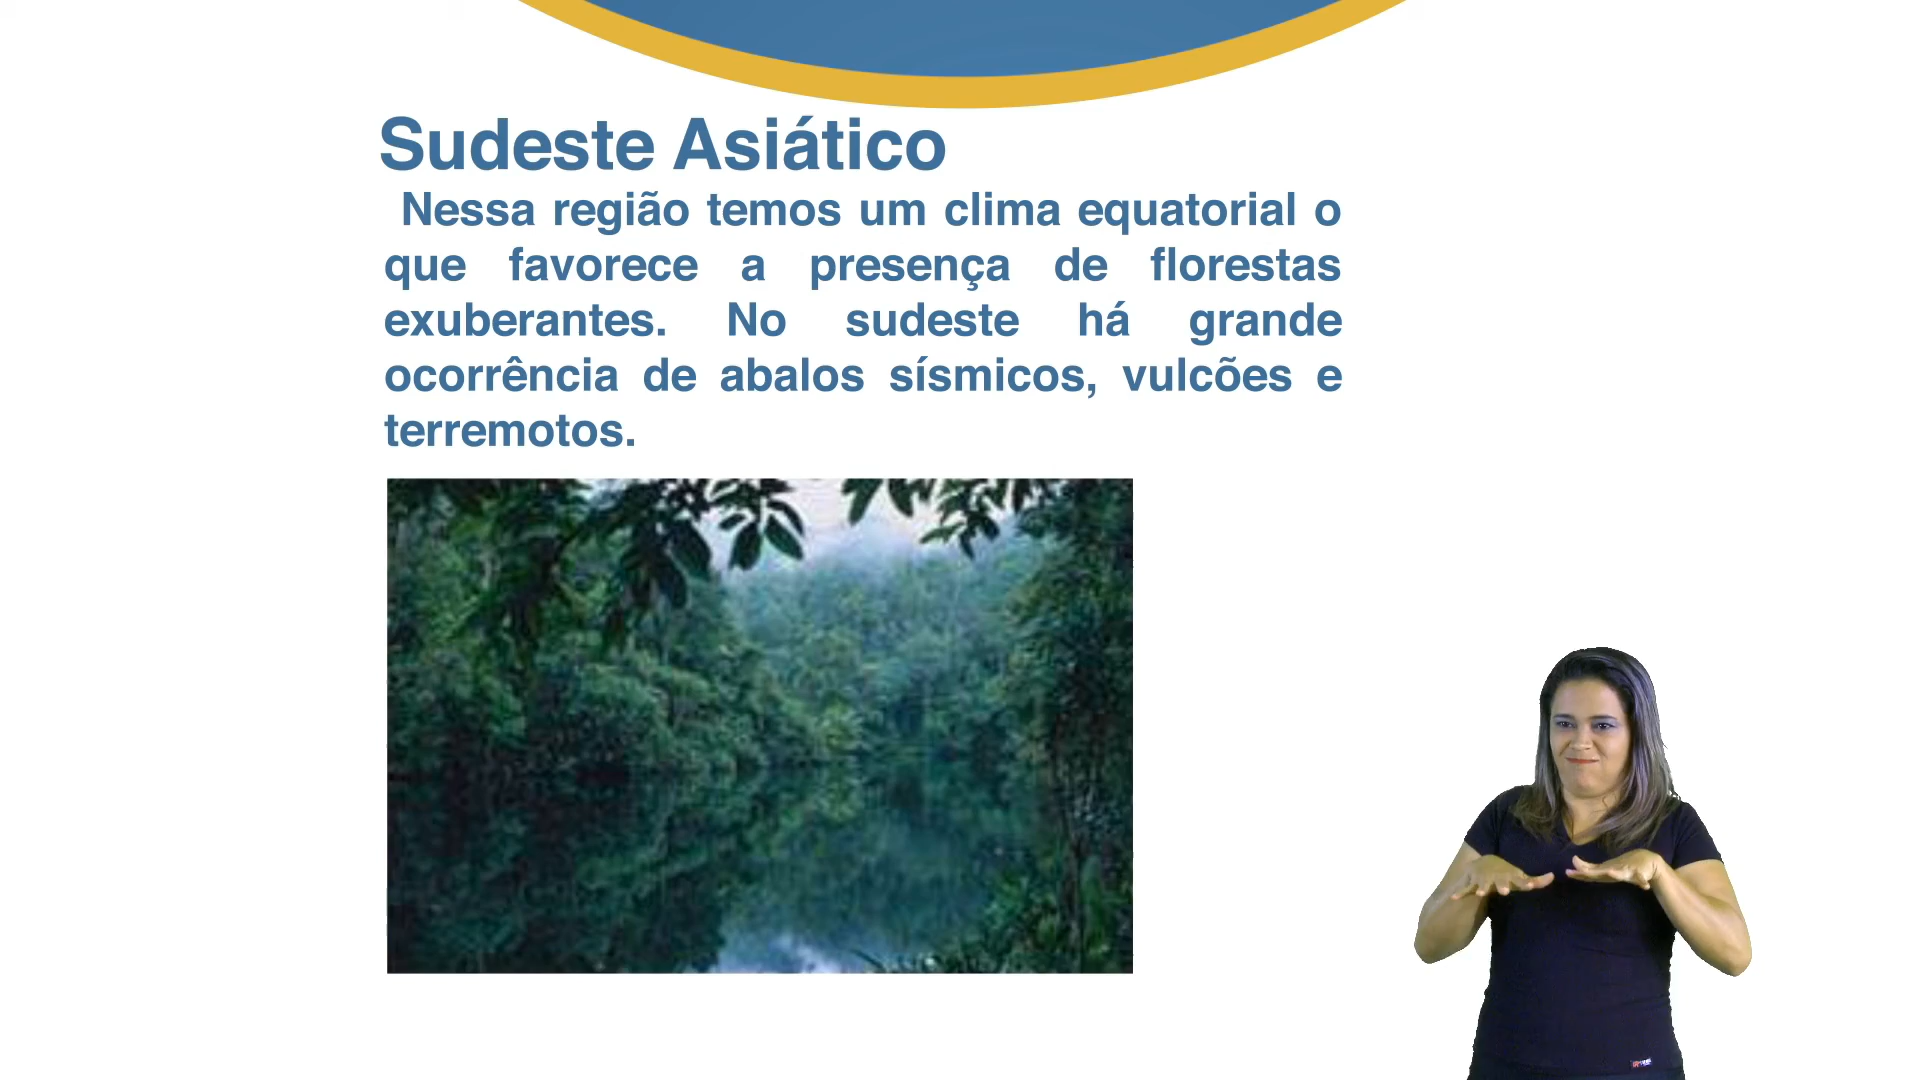 Sudeste Asiático
Nessa região temos um clima equatorial o
que favorece a presença de florestas
exuberantes. No sudeste há grande
ocorrência de abalos sísmicos, vulcões e
terremotos.